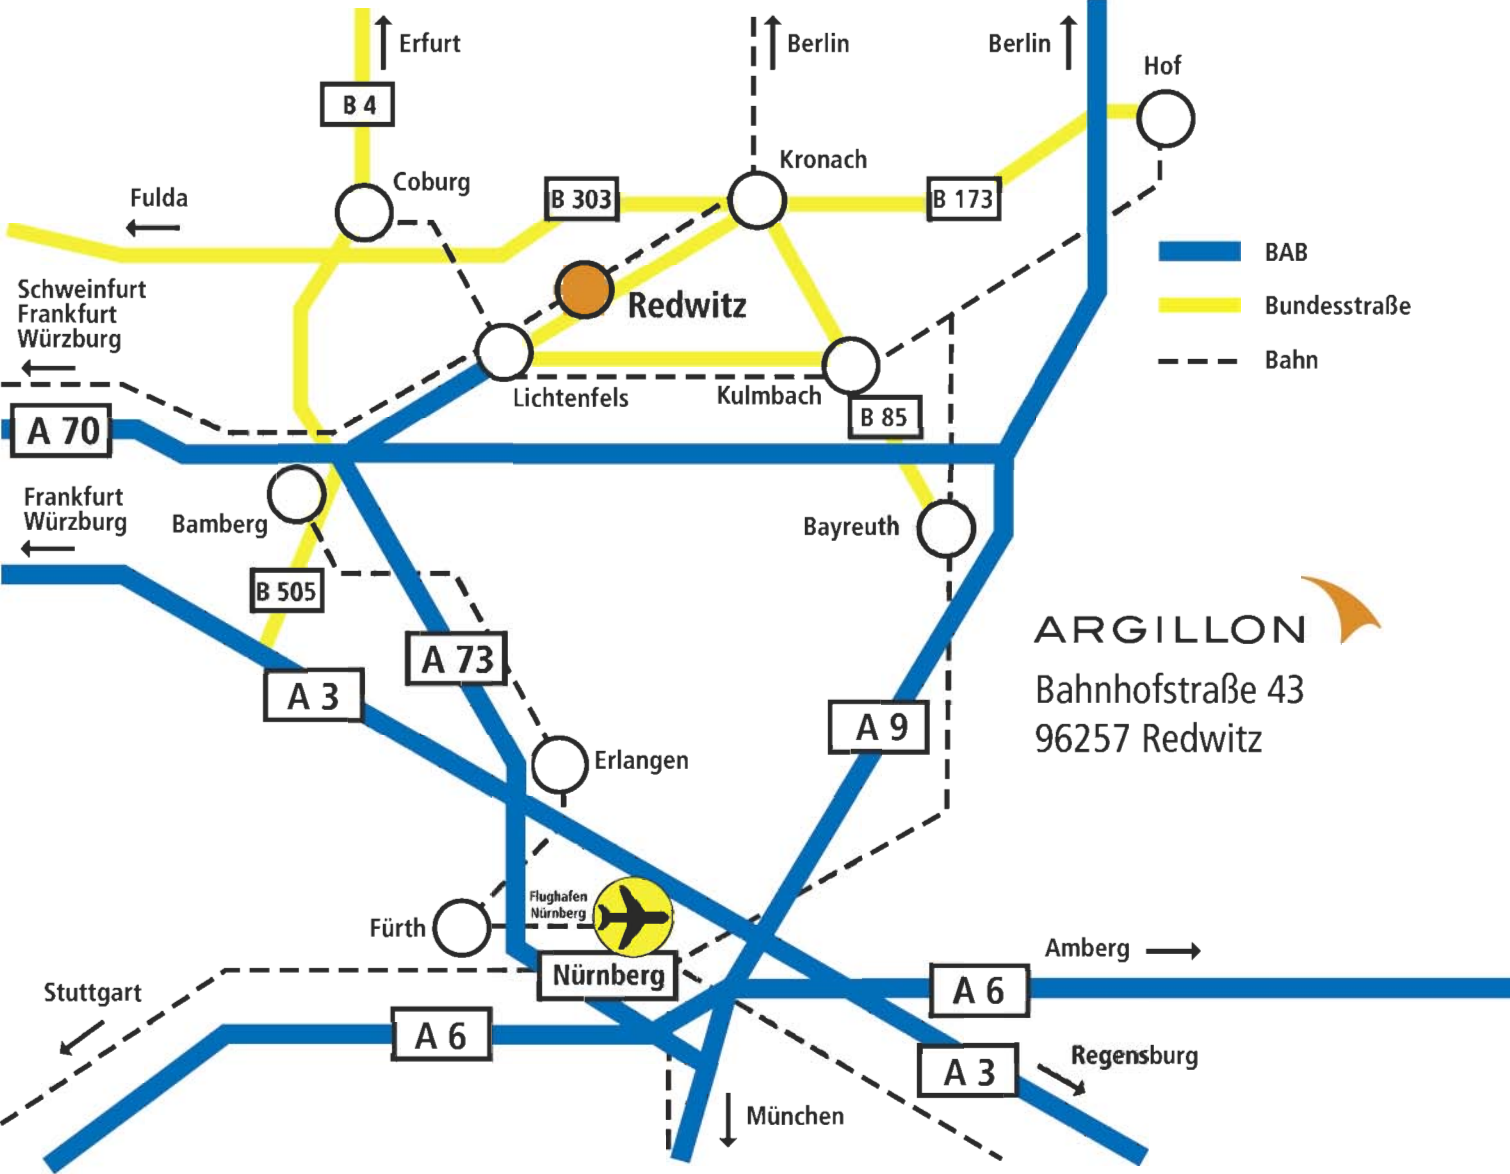 Erfurt
Berlin
Berlin
Hof
B 4
Kronach
Coburg
Fulda
B 303
B 173
BAB
Schweinfurt
Frankfurt
Würzburg
Redwitz
Bundesstraße
Bahn
Lichtenfels
Kulmbach
B 85
A 70
Frankfurt
Würzburg
Bamberg
Bayreuth
B 505
ARGILLON
A 73
A 3
Bahnhofstraße 43
A 9
96257 Redwitz
Erlangen
Flughafen
Nürnberg
Fürth
Amberg
Nürnberg
Stuttgart
A 6
A 6
Regensburg
A 3
München